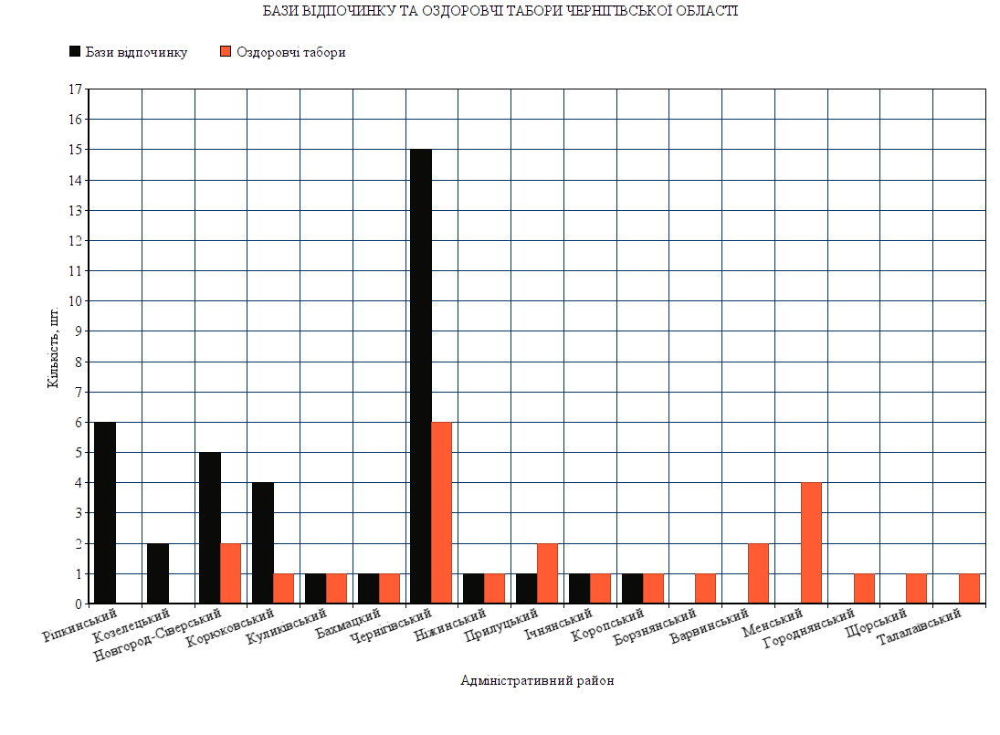 БАЗИ ВІДПОЧИНКУ ТА ОЗДОРОВЧІ ТАБОРИ ЧЕРНІГІВСЬКОЇ ОБЛАСТІ
Бази відпочинку
Оздоровчі табори
17
16
15
14
13
12
11
10
9
8
7
6
5
4
3
2
1
0
Кількість, шт.
Ріпкинський
Козелецький
Новгород-Сіверський
Корюковський
Куликівський
Бахмацкий
Чернігівський
Ніжинський
Прилуцький
Ічнянський
Коропський
Борзнянський
Варвинський
Менський
Городнянський
Щорський
Талалаївський
Адміністративний район